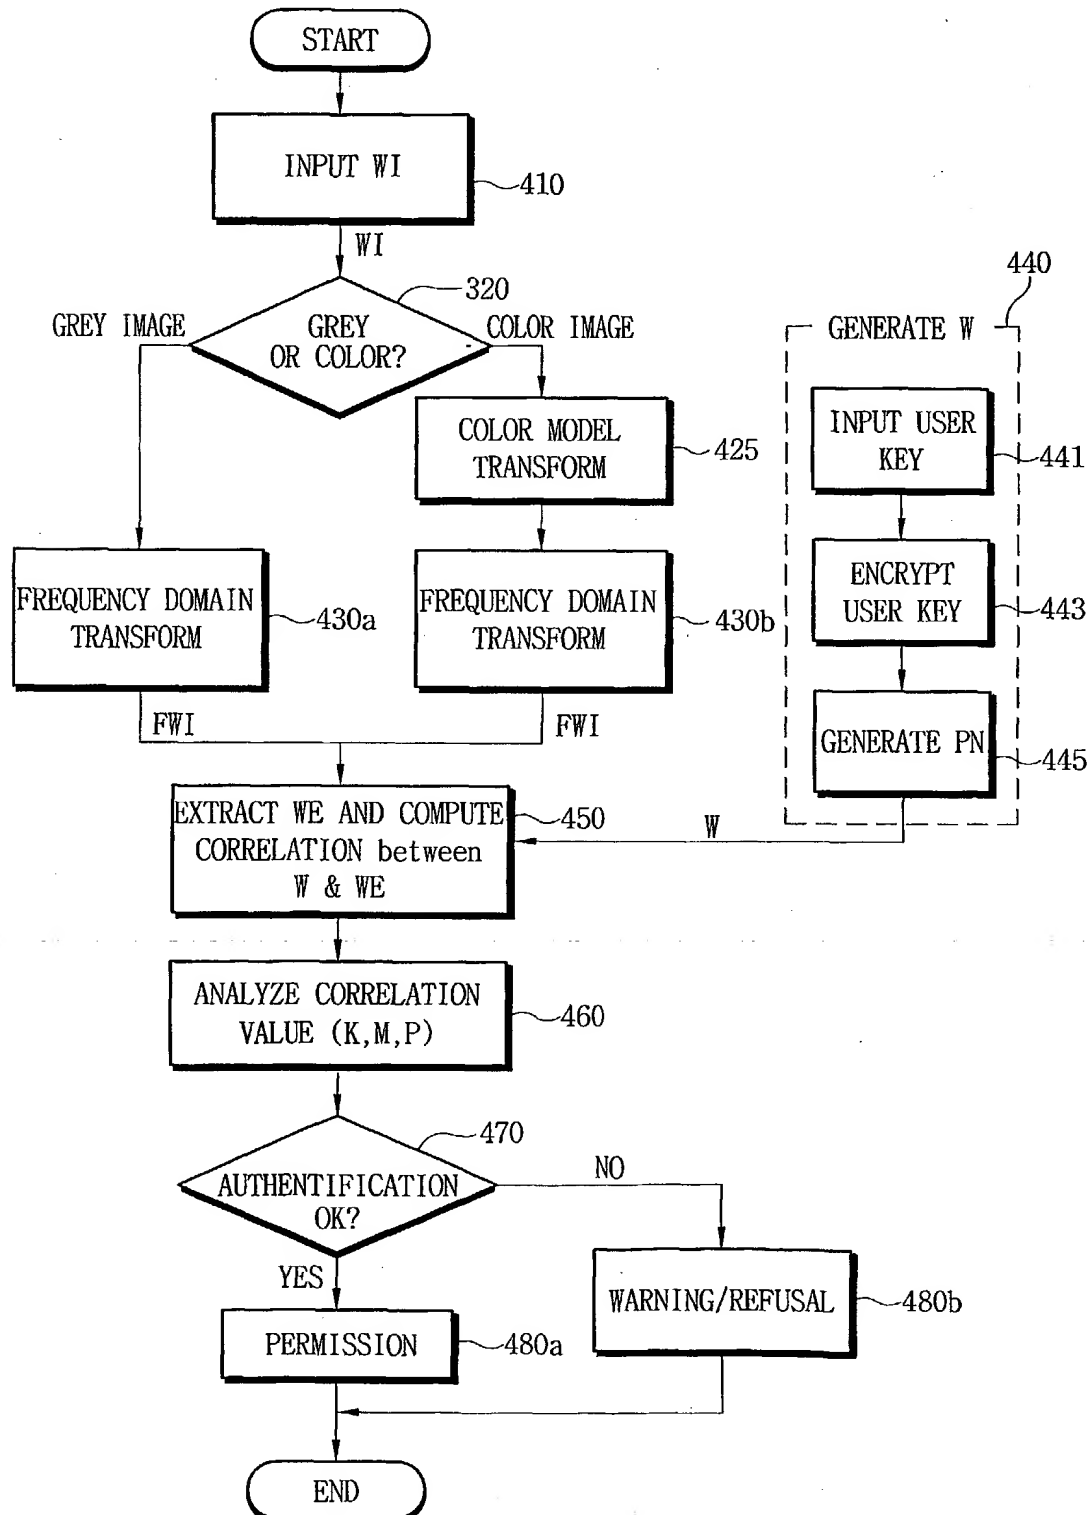 START
INPUT WI
410
WI
320
440
GREY IMAGE
GREY
OR COLOR?
COLOR IMAGE
GENERATE W
COLOR MODEL
TRANSFORM
425
INPUT USER
KEY
441
FREQUENCY DOMAIN
TRANSFORM
430a
FREQUENCY DOMAIN
TRANSFORM
430b
ENCRYPT
USER KEY
443
FWI
FWI
GENERATE PN
445
EXTRACT WE AND COMPUTE
CORRELATION between
W & WE
450
W
ANALYZE CORRELATION
VALUE (K,M,P)
460
470
AUTHENTIFICATION
OK?
NO
YES
WARNING/REFUSAL
480b
PERMISSION
480a
END